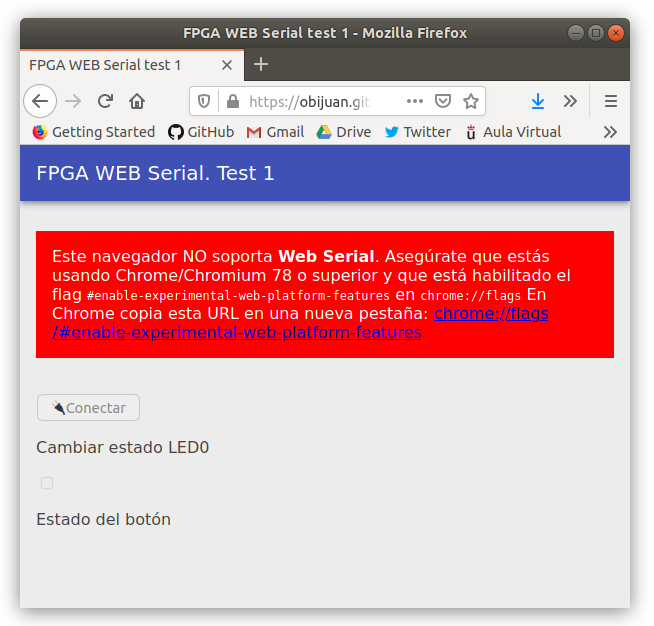 FPGA WEB Serial test 1 - Mozilla Firefox
FPGA WEB Serial test 1
https://obijuan.git
Getting Started GitHub Gmail Drive Twitter Aula Virtual
FPGA WEB Serial. Test 1
Este navegador NO soporta Web Serial. Asegúrate que estás
usando Chrome/Chromium 78 o superior y que está habilitado el
flag #enable-experimental-web-platform-features en chrome://flags En
Chrome copia esta URL en una nueva pestaña: chrome://flags
/#enable-experimental-web-platform-features
Conectar
Cambiar estado LED0
Estado del botón